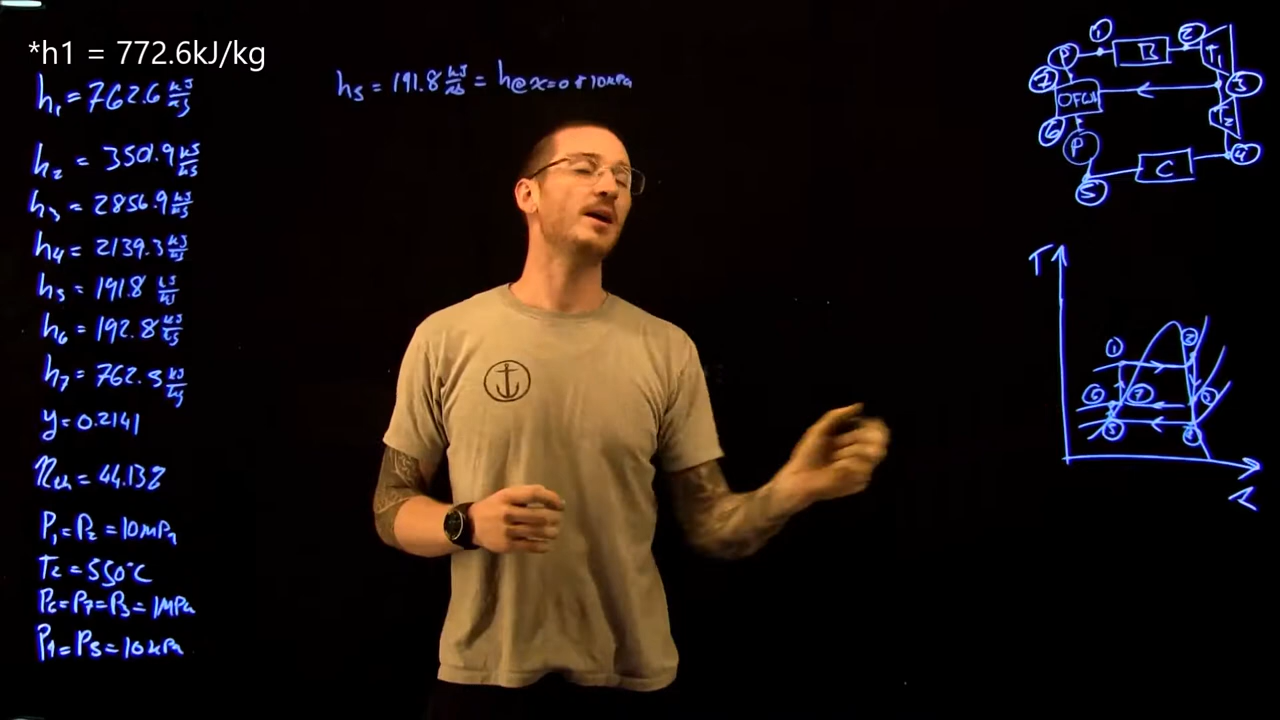 *h1 = 772.6kJ/kg
h₁ = 762.6 kJ/kg
h₂ = 3501.9 kJ/kg
h₃ = 2856.9 kJ/kg
h₄ = 2139.3 kJ/kg
h₅ = 191.8 kJ/kg
h₆ = 192.8 kJ/kg
h₇ = 762.5 kJ/kg
y = 0.2141
ηth = 44.13%
P₁ = P₂ = 10MPa
T₂ = 550°C
P₆ = P₇ = P₃ = 1MPa
P₄ = P₅ = 10kPa
h₅ = 191.8 kJ/kg = h@x=0 & 10kPa
1
B
2
T₁
P
7
OFWH
3
T₂
6
P
4
C
5
T
1
2
6
7
3
5
4
s